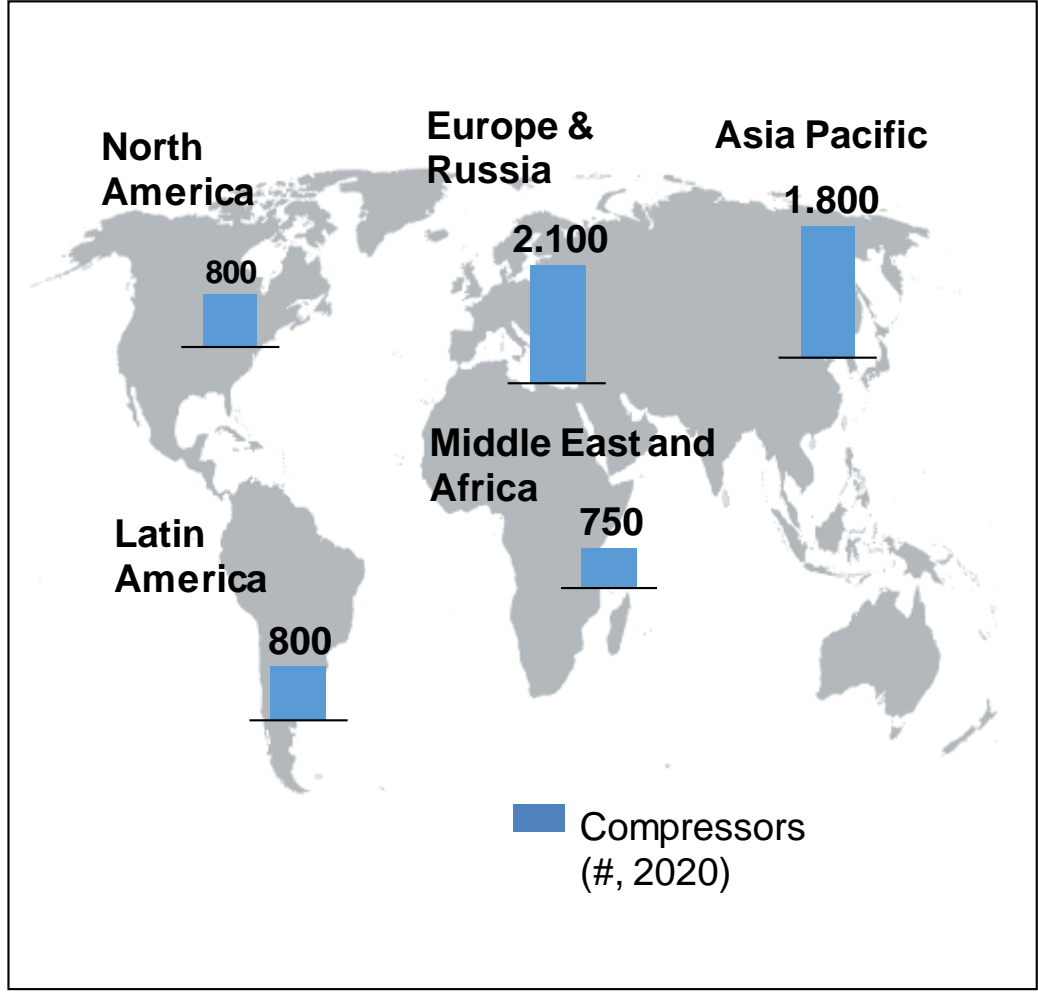 North
America
800
Europe &
Russia
2.100
Asia Pacific
1.800
Middle East and
Africa
750
Latin
America
800
Compressors
(#, 2020)